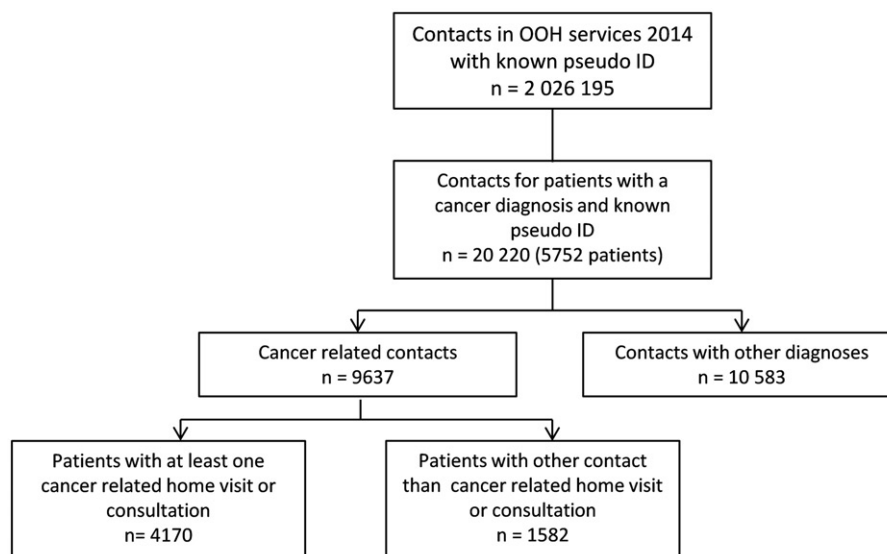 Contacts in OOH services 2014
with known pseudo ID
n = 2 026 195
Contacts for patients with a
cancer diagnosis and known
pseudo ID
n = 20 220 (5752 patients)
Cancer related contacts
n = 9637
Contacts with other diagnoses
n = 10 583
Patients with at least one
cancer related home visit or
consultation
n= 4170
Patients with other contact
than cancer related home visit
or consultation
n = 1582